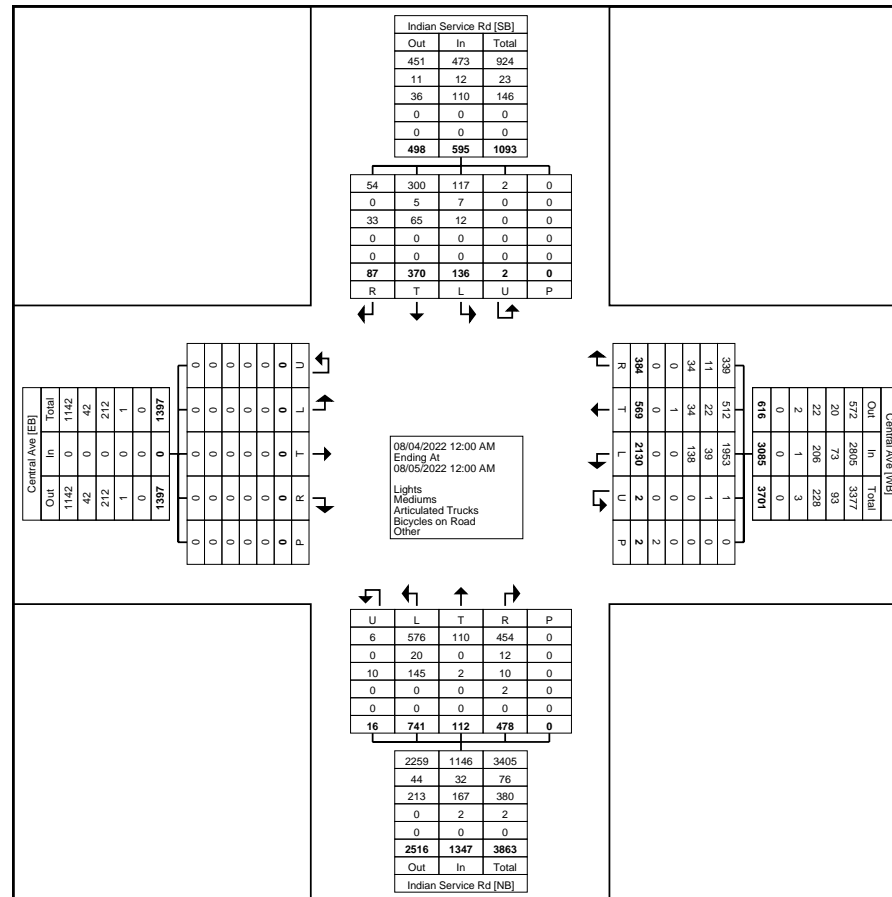 Indian Service Rd [SB]
Out In Total
451 473 924
11 12 23
36 110 146
0 0 0
0 0 0
498 595 1093
54 300 117 2 0
0 5 7 0 0
33 65 12 0 0
0 0 0 0 0
0 0 0 0 0
87 370 136 2 0
R T L U P
Central Ave [EB]
Out In Total
1142 0 1142
42 0 42
212 0 212
1 0 1
0 0 0
1397 0 1397
0 0 0 0 0
0 0 0 0 0
0 0 0 0 0
0 0 0 0 0
0 0 0 0 0
0 0 0 0 0
P R T L U
08/04/2022 12:00 AM
Ending At
08/05/2022 12:00 AM
Lights
Mediums
Articulated Trucks
Bicycles on Road
Other
Central Ave [WB]
Out In Total
572 2805 3377
20 73 93
22 206 228
2 1 3
0 0 0
616 3085 3701
339 512 1953 1 0
11 22 39 1 0
34 34 138 0 0
0 1 0 0 0
0 0 0 0 2
384 569 2130 2 2
R T L U P
U L T R P
6 576 110 454 0
0 20 0 12 0
10 145 2 10 0
0 0 0 2 0
0 0 0 0 0
16 741 112 478 0
2259 1146 3405
44 32 76
213 167 380
0 2 2
0 0 0
2516 1347 3863
Out In Total
Indian Service Rd [NB]